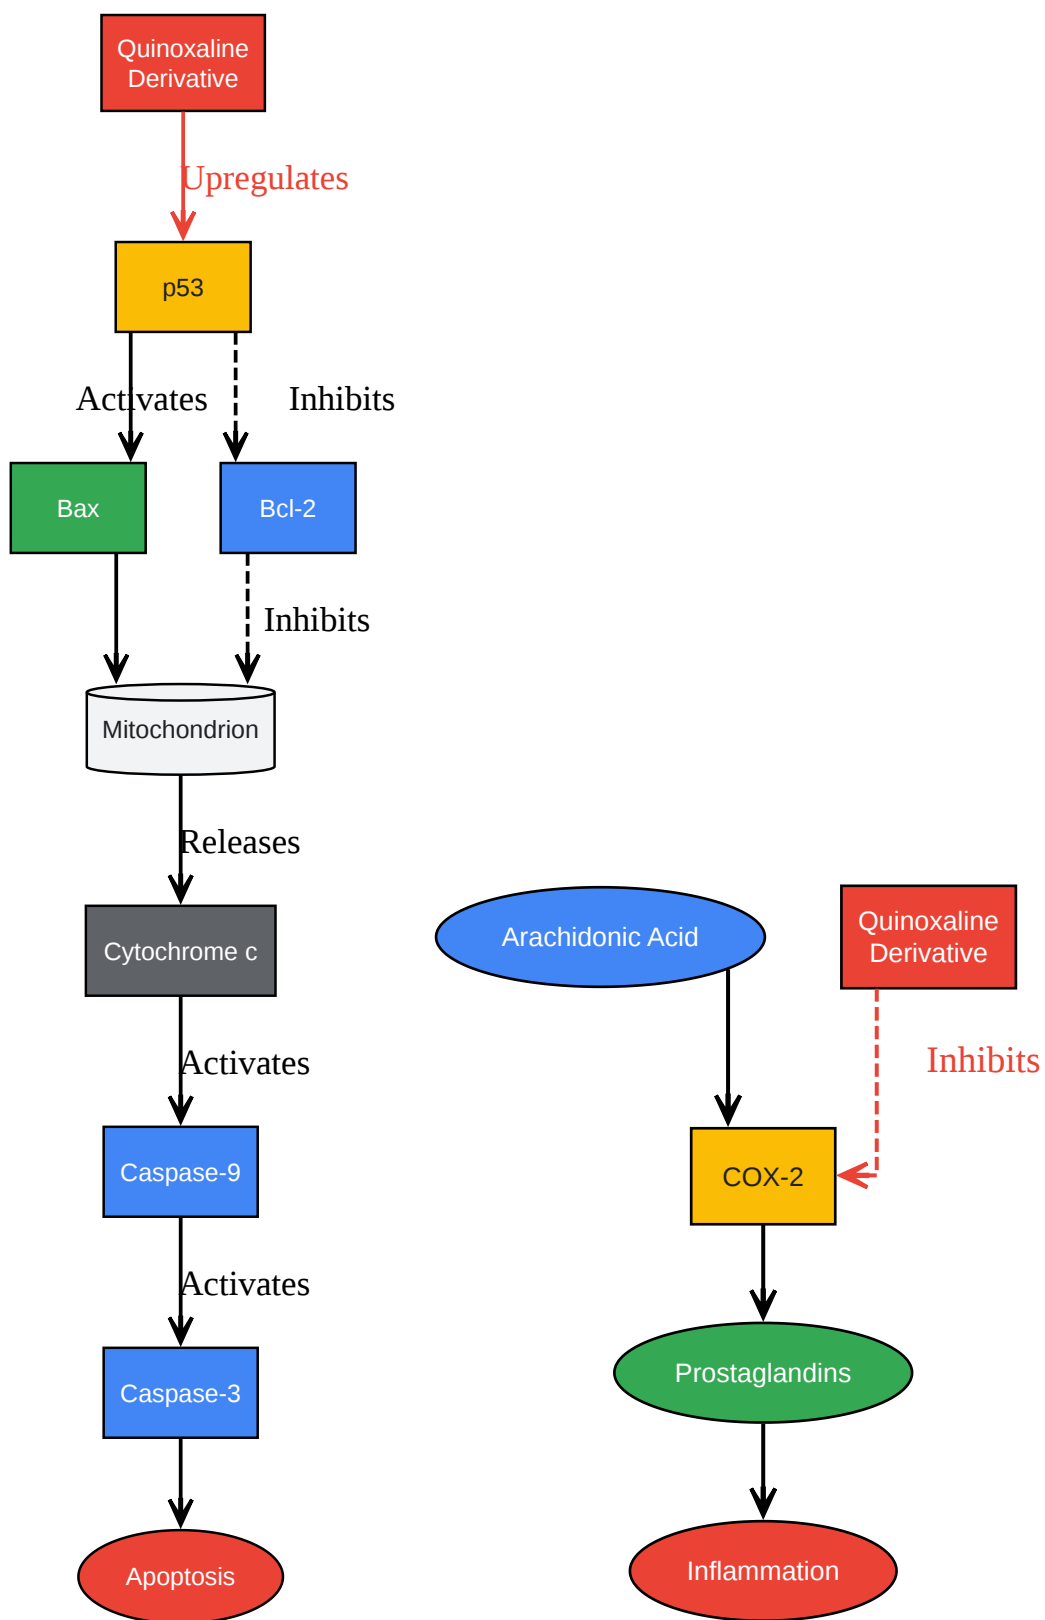 Quinoxaline
Derivative
Upregulates
p53
Activates
Inhibits
Bax
Bcl-2
Inhibits
Mitochondrion
Releases
Cytochrome c
Activates
Caspase-9
Activates
Caspase-3
Apoptosis
Arachidonic Acid
Quinoxaline
Derivative
Inhibits
COX-2
Prostaglandins
Inflammation